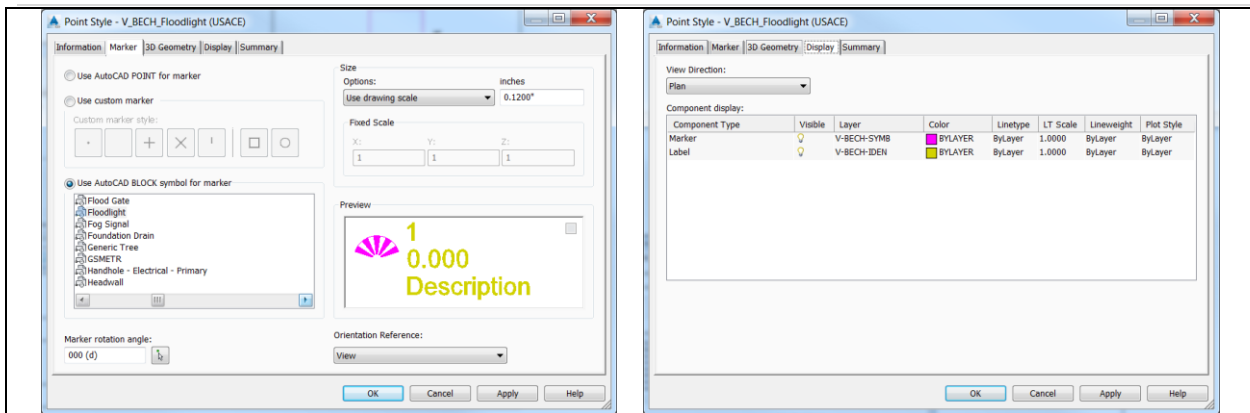 Point Style - V_BECH_Floodlight (USACE)
Information Marker 3D Geometry Display Summary
Use AutoCAD POINT for marker
Use custom marker
Custom marker style:
Use AutoCAD BLOCK symbol for marker
Flood Gate
Floodlight
Fog Signal
Foundation Drain
Generic Tree
GSMETR
Handhole - Electrical - Primary
Headwall
Marker rotation angle:
000 (d)
Size
Options: inches
Use drawing scale 0.1200"
Fixed Scale
X: Y: Z:
1 1 1
Preview
1
0.000
Description
Orientation Reference:
View
OK Cancel Apply Help
Point Style - V_BECH_Floodlight (USACE)
Information Marker 3D Geometry Display Summary
View Direction:
Plan
Component display:
Component Type Visible Layer Color Linetype LT Scale Lineweight Plot Style
Marker V-BECH-SYMB BYLAYER ByLayer 1.0000 ByLayer ByLayer
Label V-BECH-IDEN BYLAYER ByLayer 1.0000 ByLayer ByLayer
OK Cancel Apply Help